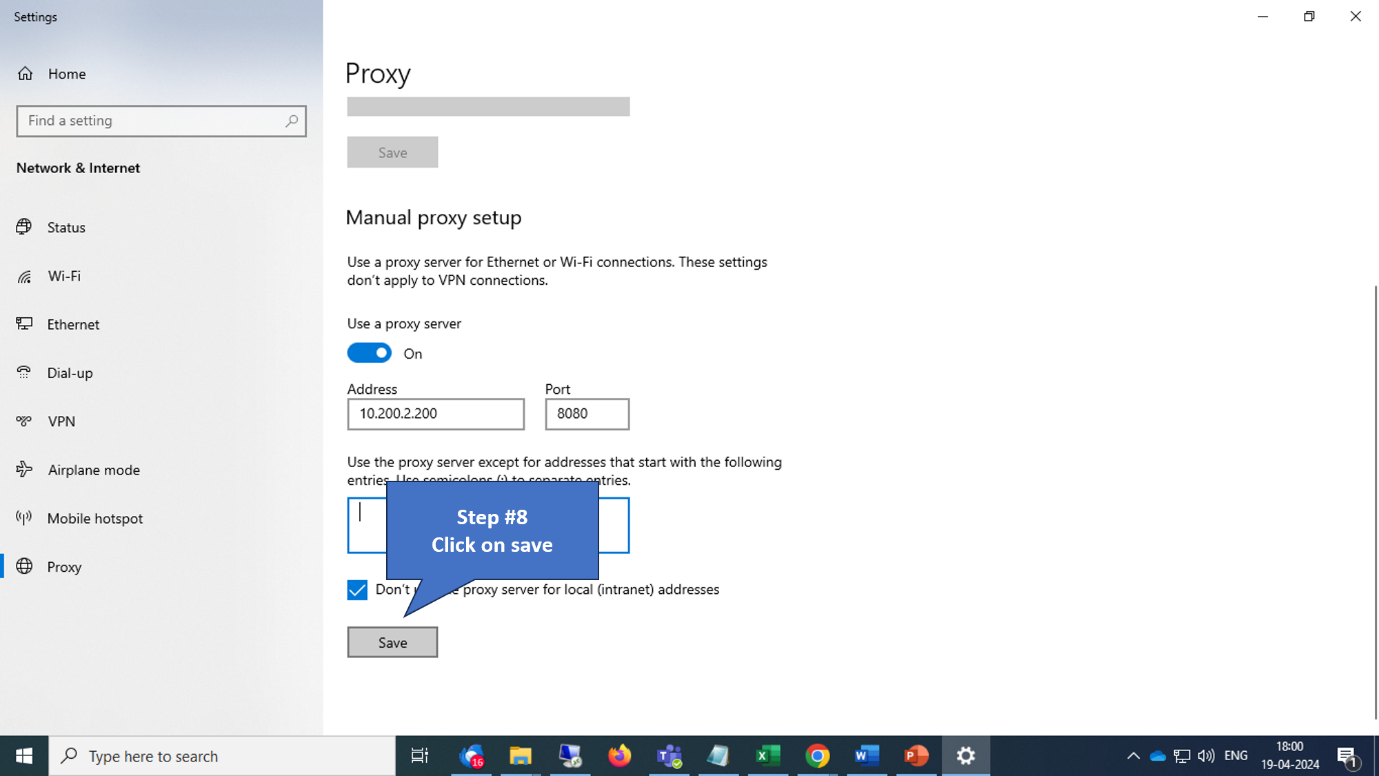 Settings
Home
Find a setting
Network & Internet
Status
Wi-Fi
Ethernet
Dial-up
VPN
Airplane mode
Mobile hotspot
Proxy
Proxy
Save
Manual proxy setup
Use a proxy server for Ethernet or Wi-Fi connections. These settings
don't apply to VPN connections.
Use a proxy server
On
Address Port
10.200.2.200 8080
Use the proxy server except for addresses that start with the following
entries. Use semicolons (;) to separate entries.
Step #8
Click on save
Don't proxy server for local (intranet) addresses
Save
Type here to search
16
ENG
18:00
19-04-2024
1